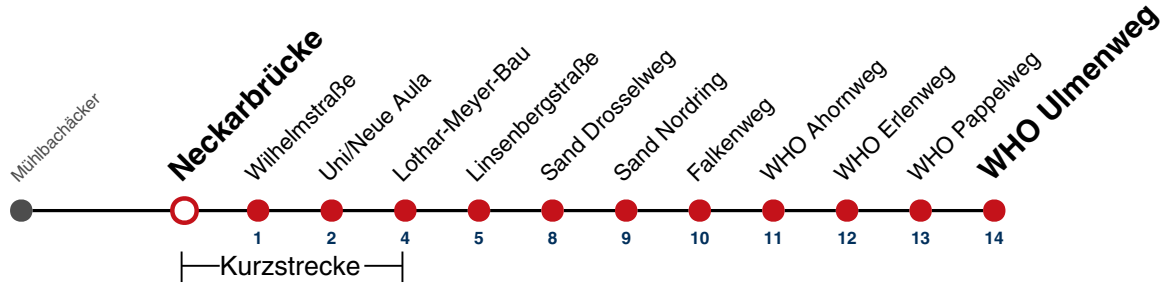 Mühlbachäcker
Neckarbrücke
Wilhelmstraße
Uni/Neue Aula
Lothar-Meyer-Bau
Linsenbergstraße
Sand Drosselweg
Sand Nordring
Falkenweg
WHO Ahornweg
WHO Erlenweg
WHO Pappelweg
WHO Ulmenweg
1 2 4 5 8 9 10 11 12 13 14
Kurzstrecke